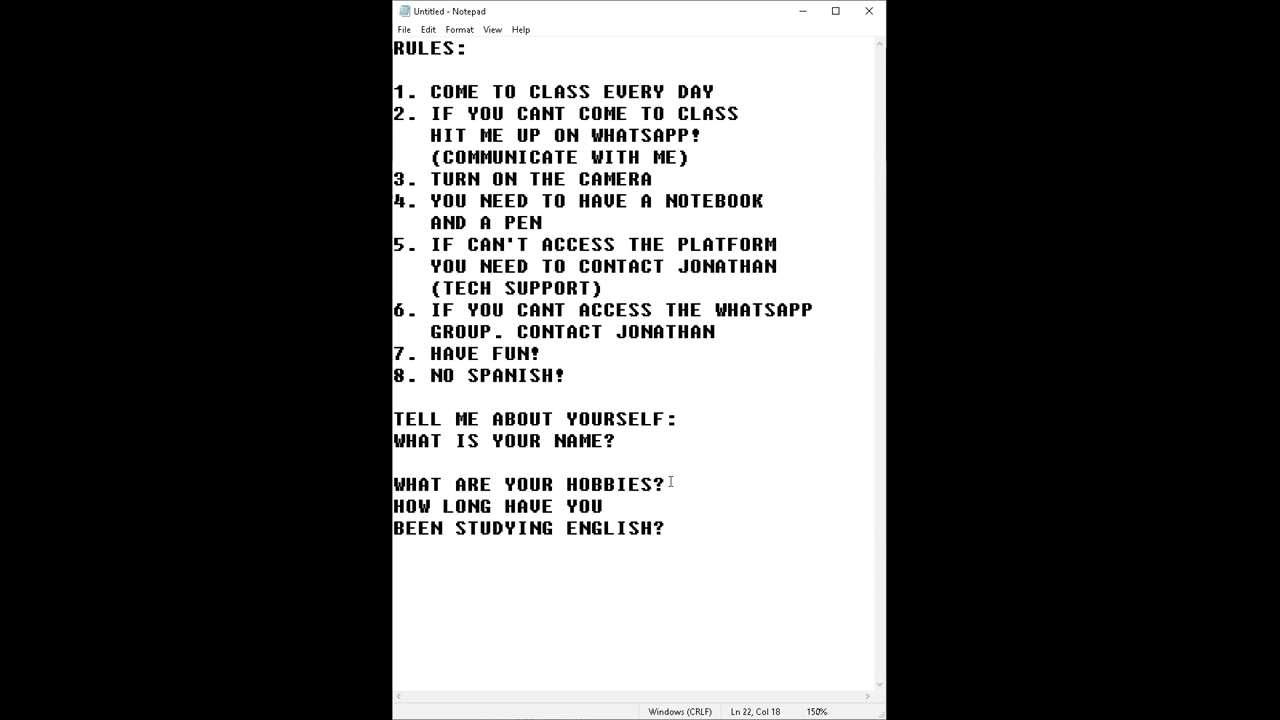 Untitled - Notepad
File Edit Format View Help
RULES:
1. COME TO CLASS EVERY DAY
2. IF YOU CANT COME TO CLASS
HIT ME UP ON WHATSAPP!
(COMMUNICATE WITH ME)
3. TURN ON THE CAMERA
4. YOU NEED TO HAVE A NOTEBOOK
AND A PEN
5. IF CAN'T ACCESS THE PLATFORM
YOU NEED TO CONTACT JONATHAN
(TECH SUPPORT)
6. IF YOU CANT ACCESS THE WHATSAPP
GROUP. CONTACT JONATHAN
7. HAVE FUN!
8. NO SPANISH!
TELL ME ABOUT YOURSELF:
WHAT IS YOUR NAME?
WHAT ARE YOUR HOBBIES?
HOW LONG HAVE YOU
BEEN STUDYING ENGLISH?
Windows (CRLF) Ln 22, Col 18 150%